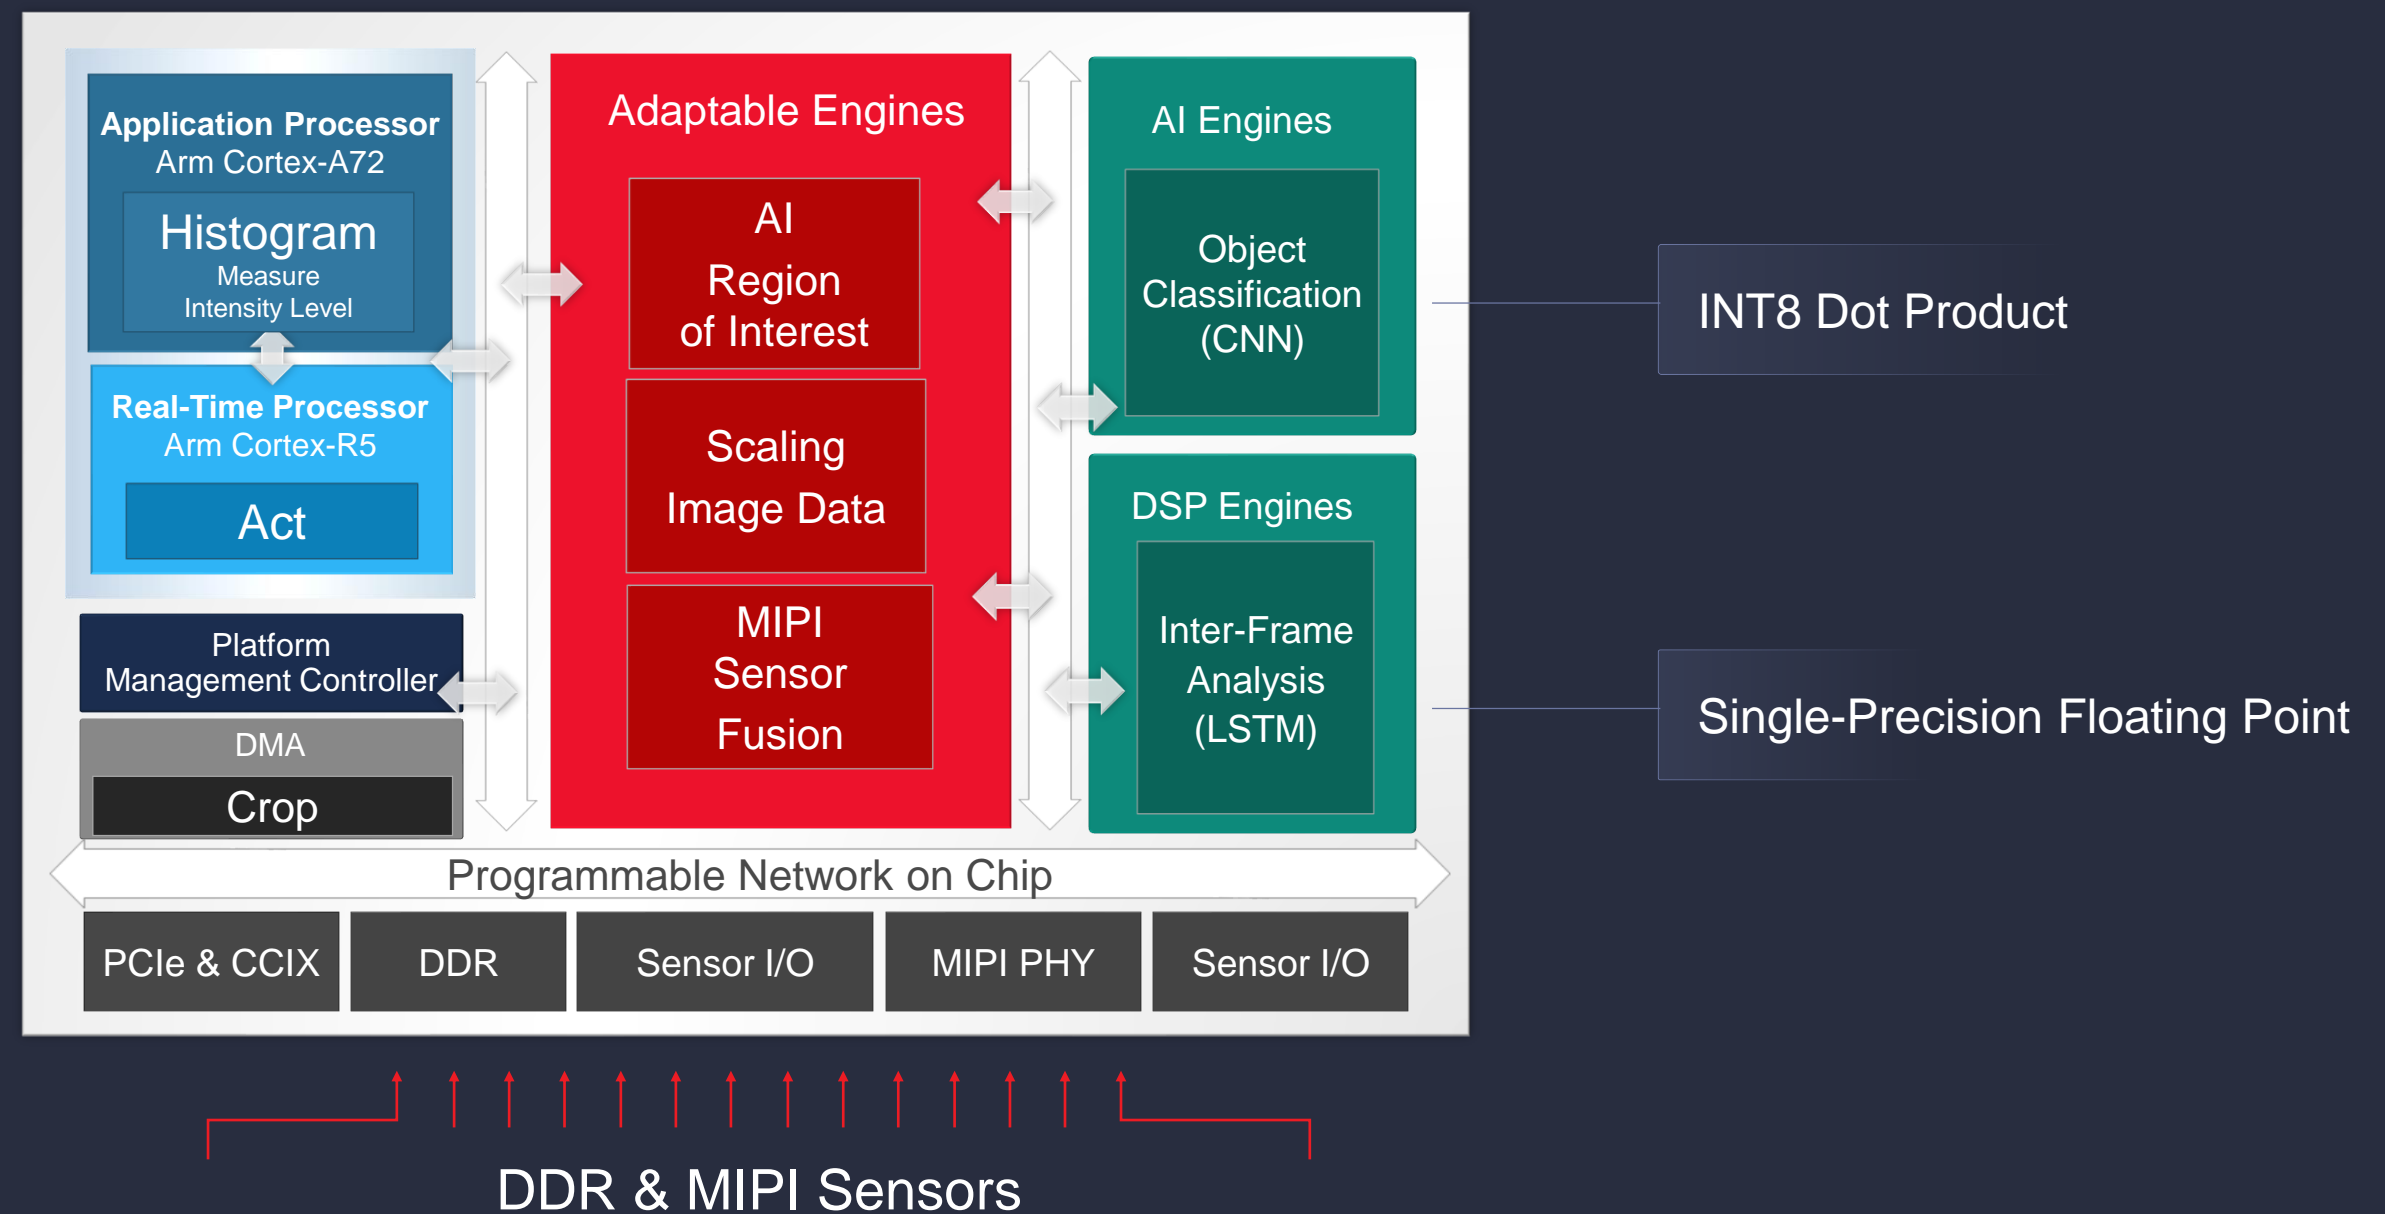 Application Processor
Arm Cortex-A72
Histogram
Measure
Intensity Level
Real-Time Processor
Arm Cortex-R5
Act
Platform
Management Controller
DMA
Crop
Adaptable Engines
AI
Region
of Interest
Scaling
Image Data
MIPI
Sensor
Fusion
AI Engines
Object
Classification
(CNN)
DSP Engines
Inter-Frame
Analysis
(LSTM)
INT8 Dot Product
Single-Precision Floating Point
Programmable Network on Chip
PCIe & CCIX
DDR
Sensor I/O
MIPI PHY
Sensor I/O
DDR & MIPI Sensors